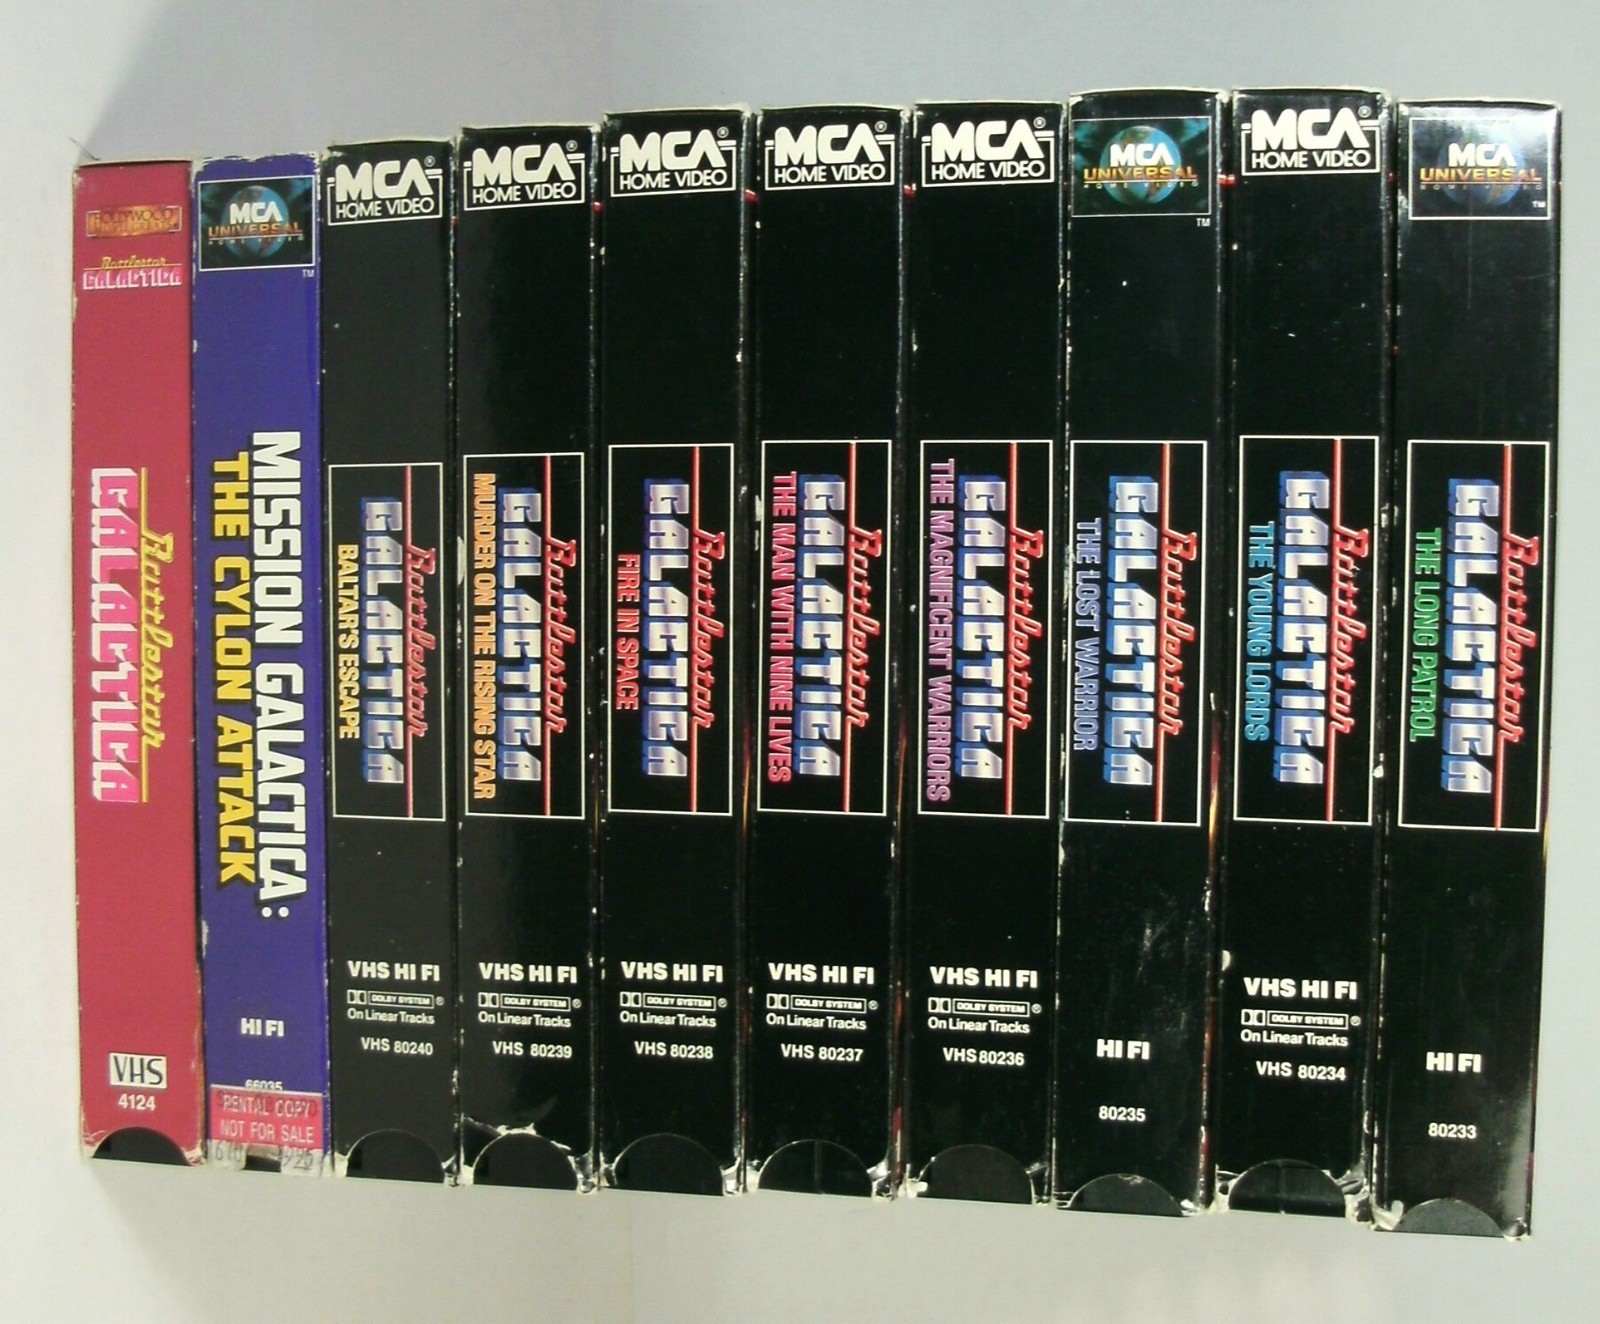 HOLLYWOOD
Battlestar
GALACTICA
Battlestar
GALACTICA
VHS
4124
MCA
UNIVERSAL
HOME VIDEO
TM
MISSION GALACTICA:
THE CYLON ATTACK
HI FI
66035
RENTAL COPY
NOT FOR SALE
MCA®
HOME VIDEO
Battlestar
GALACTICA
BALTAR'S ESCAPE
VHS HI FI
DOLBY SYSTEM ®
On Linear Tracks
VHS 80240
MCA®
HOME VIDEO
Battlestar
GALACTICA
MURDER ON THE RISING STAR
VHS HI FI
DOLBY SYSTEM ®
On Linear Tracks
VHS 80239
MCA®
HOME VIDEO
Battlestar
GALACTICA
FIRE IN SPACE
VHS HI FI
DOLBY SYSTEM ®
On Linear Tracks
VHS 80238
MCA®
HOME VIDEO
Battlestar
GALACTICA
THE MAN WITH NINE LIVES
VHS HI FI
DOLBY SYSTEM ®
On Linear Tracks
VHS 80237
MCA®
HOME VIDEO
Battlestar
GALACTICA
THE MAGNIFICENT WARRIORS
VHS HI FI
DOLBY SYSTEM ®
On Linear Tracks
VHS 80236
MCA
UNIVERSAL
HOME VIDEO
TM
Battlestar
GALACTICA
THE LOST WARRIOR
HI FI
80235
MCA®
HOME VIDEO
Battlestar
GALACTICA
THE YOUNG LORDS
VHS HI FI
DOLBY SYSTEM ®
On Linear Tracks
VHS 80234
MCA
UNIVERSAL
HOME VIDEO
TM
Battlestar
GALACTICA
THE LONG PATROL
HI FI
80233